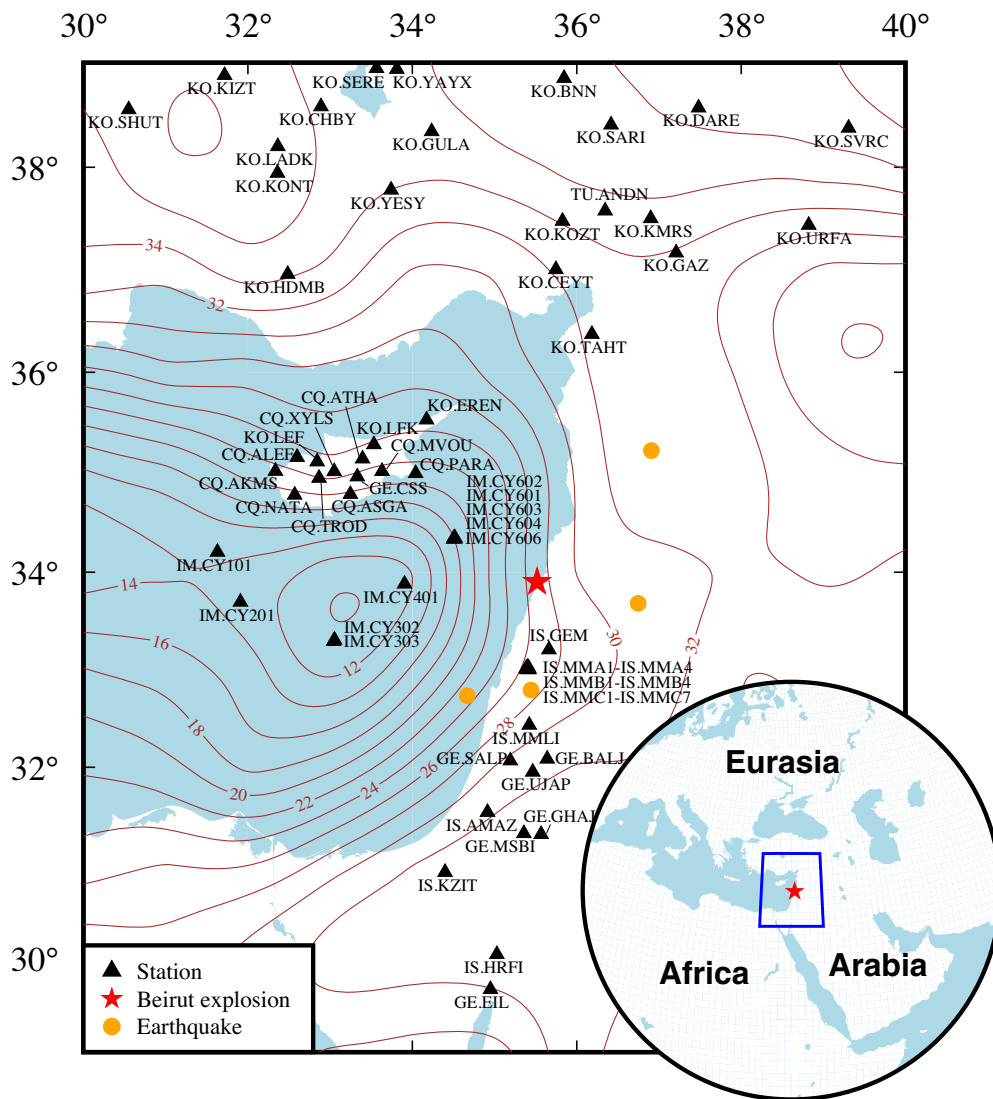 30° 32° 34° 36° 38° 40°
KO.SERE
KO.YAYX
KO.KIZT
KO.BNN
KO.SHUT
KO.CHBY
KO.DARE
KO.GULA
KO.SARI
KO.SVRC
KO.LADK
38°
KO.KONT
TU.ANDN
KO.YESY
KO.KOZT
KO.KMRS
KO.URFA
34
KO.GAZ
KO.HDMB
KO.CEYT
32
KO.TAHT
36°
CQ.ATHA
KO.EREN
CQ.XYLS
KO.LFK
KO.LEF
CQ.MVOU
CQ.ALEF
CQ.PARA
CQ.AKMS
GE.CSS
IM.CY602
IM.CY601
CQ.NATA
CQ.ASGA
IM.CY603
CQ.TROD
IM.CY604
IM.CY606
IM.CY101
34°
14
IM.CY401
IM.CY201
30
IM.CY302
IS.GEM
IM.CY303
16
32
12
IS.MMA1-IS.MMA4
IS.MMB1-IS.MMB4
IS.MMC1-IS.MMC7
28
18
IS.MMLI
32°
GE.SALP
GE.BALJ
26
GE.UJAP
20
22
24
IS.AMAZ
GE.GHAJ
GE.MSBI
IS.KZIT
30°
IS.HRFI
GE.EIL
Station
Beirut explosion
Earthquake
Eurasia
Africa
Arabia